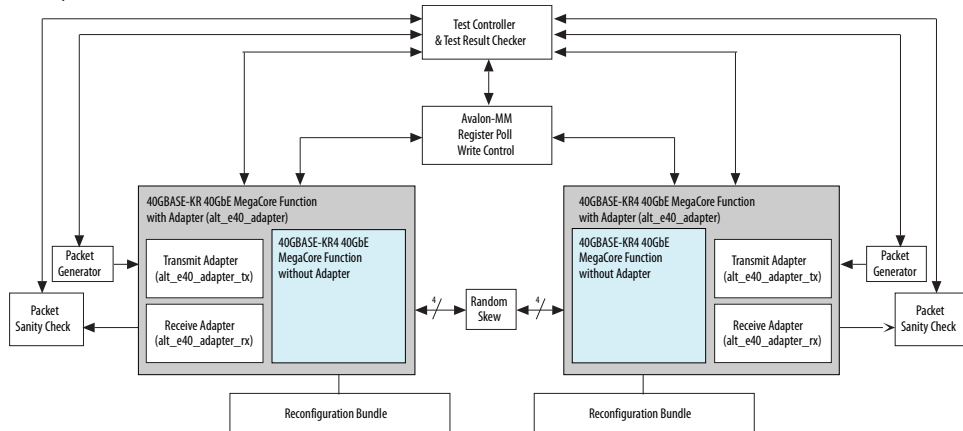 Test Controller
& Test Result Checker
Avalon-MM
Register Poll
Write Control
40GBASE-KR 40GbE MegaCore Function
with Adapter (alt_e40_adapter)
40GBASE-KR4 40GbE MegaCore Function
with Adapter (alt_e40_adapter)
Packet
Generator
Transmit Adapter
(alt_e40_adapter_tx)
40GBASE-KR4 40GbE
MegaCore Function
without Adapter
40GBASE-KR4 40GbE
MegaCore Function
without Adapter
Transmit Adapter
(alt_e40_adapter_tx)
Packet
Generator
Packet
Sanity Check
Receive Adapter
(alt_e40_adapter_rx)
4
Random
Skew
4
Receive Adapter
(alt_e40_adapter_rx)
Packet
Sanity Check
Reconfiguration Bundle
Reconfiguration Bundle